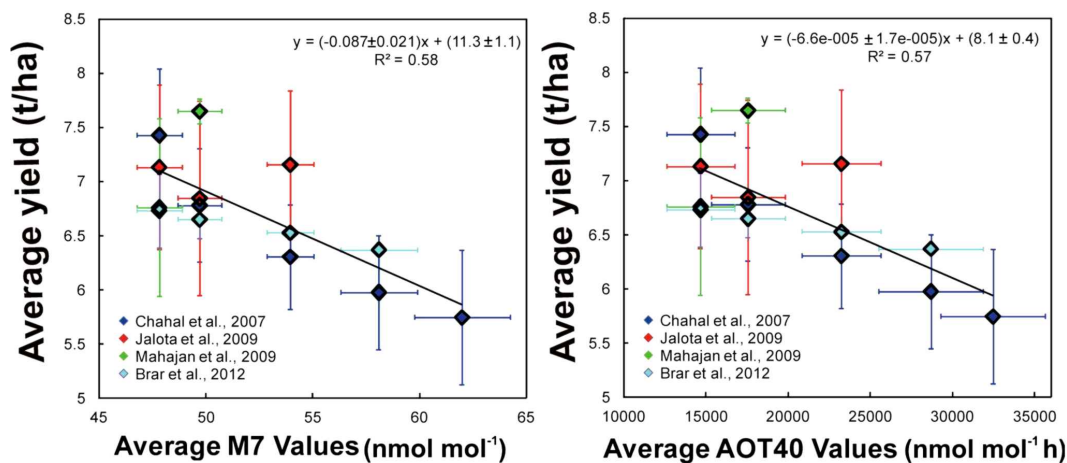 Average yield (t/ha)
8.5
8
7.5
7
6.5
6
5.5
5
y = (-0.087±0.021)x + (11.3±1.1)
R² = 0.58
Chahal et al., 2007
Jalota et al., 2009
Mahajan et al., 2009
Brar et al., 2012
45 50 55 60 65
Average M7 Values (nmol mol⁻¹)
Average yield (t/ha)
8.5
8
7.5
7
6.5
6
5.5
5
y = (-6.6e-005 ±1.7e-005)x + (8.1 ± 0.4)
R² = 0.57
Chahal et al., 2007
Jalota et al., 2009
Mahajan et al., 2009
Brar et al., 2012
10000 15000 20000 25000 30000 35000
Average AOT40 Values (nmol mol⁻¹ h)